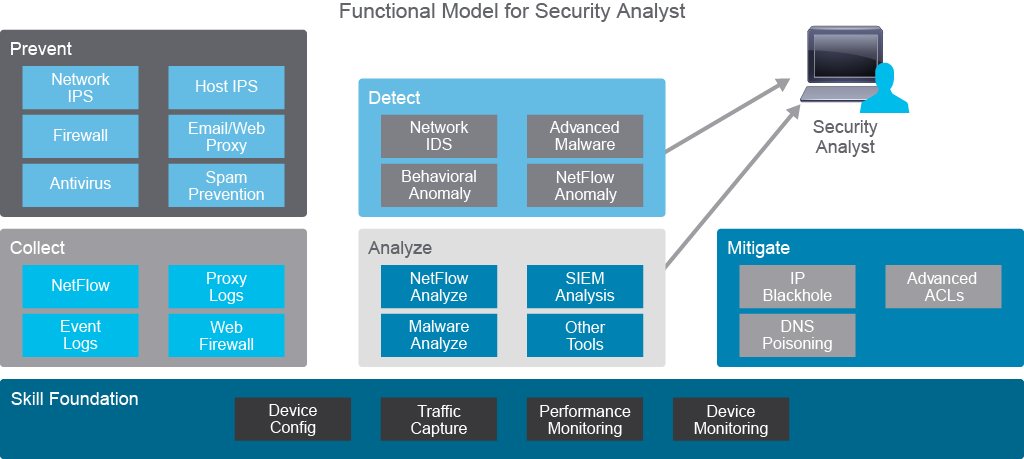 Functional Model for Security Analyst
Prevent
Network
IPS
Host IPS
Firewall
Email/Web
Proxy
Antivirus
Spam
Prevention
Detect
Network
IDS
Advanced
Malware
Behavioral
Anomaly
NetFlow
Anomaly
Security
Analyst
Collect
NetFlow
Proxy
Logs
Event
Logs
Web
Firewall
Analyze
NetFlow
Analyze
SIEM
Analysis
Malware
Analyze
Other
Tools
Mitigate
IP
Blackhole
Advanced
ACLs
DNS
Poisoning
Skill Foundation
Device
Config
Traffic
Capture
Performance
Monitoring
Device
Monitoring